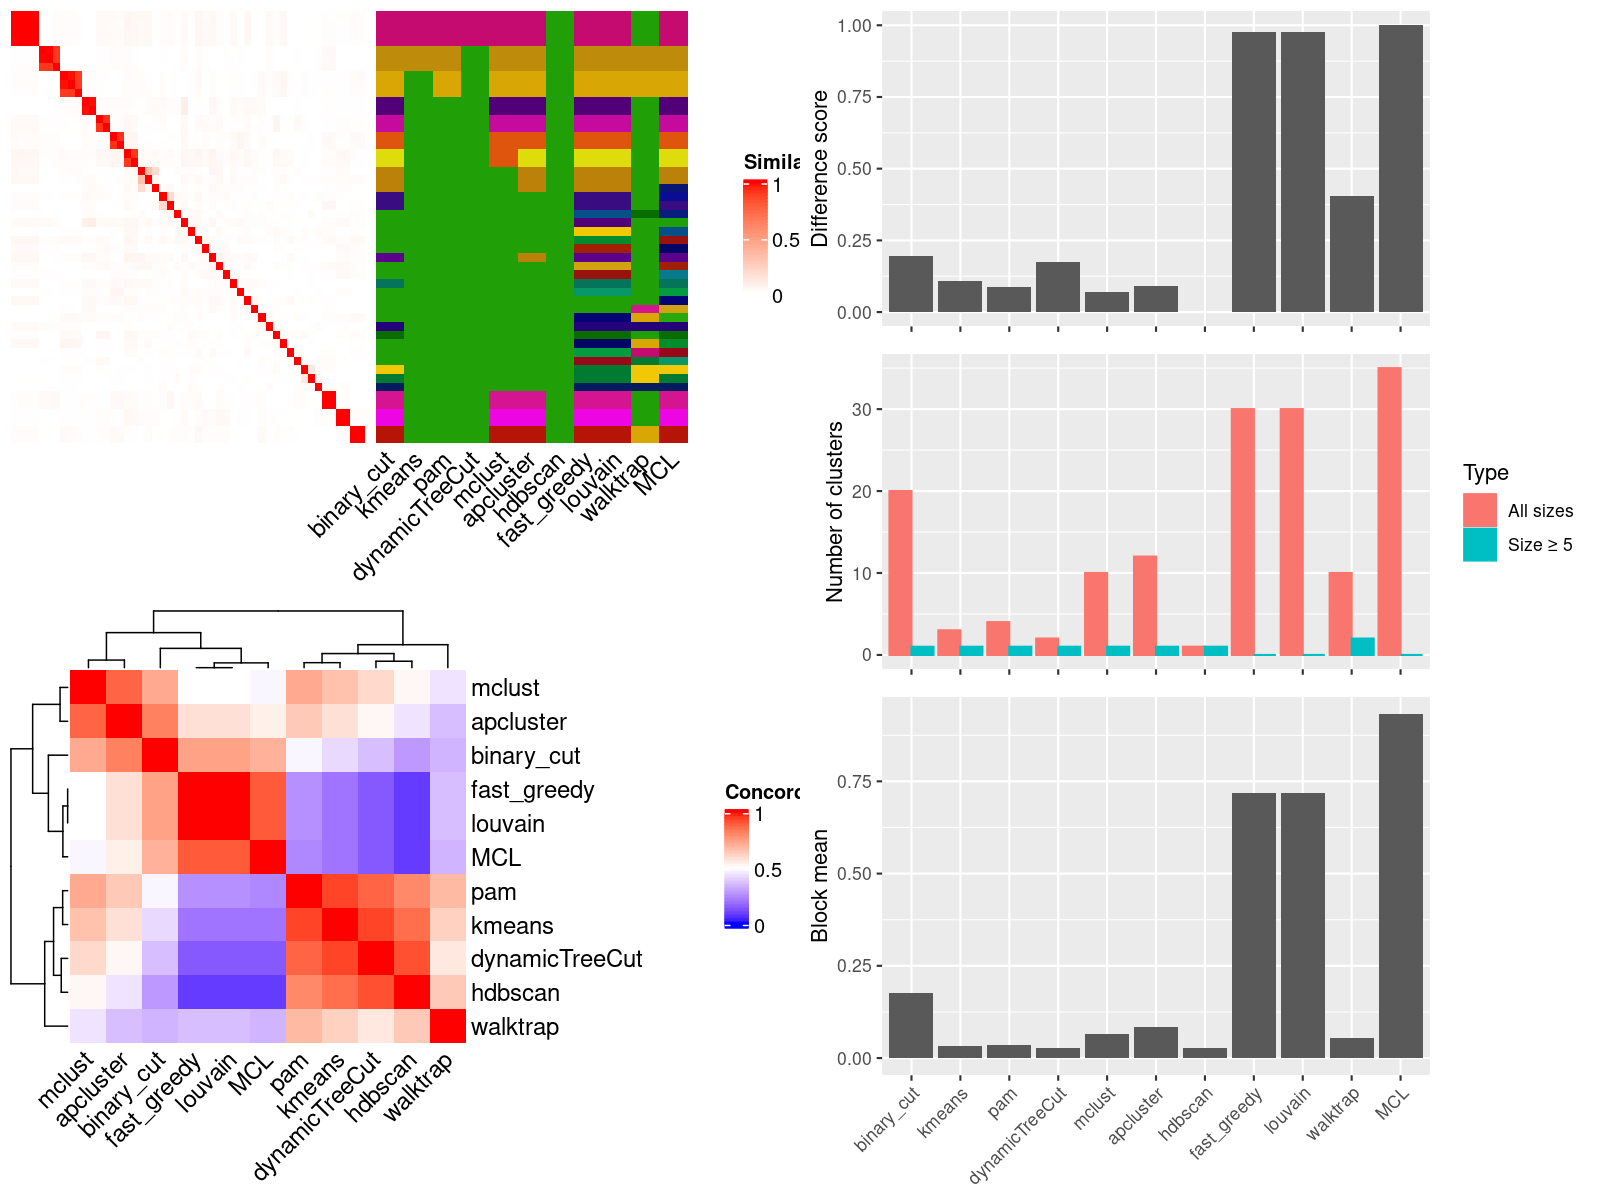 Simila
1
0.5
0
binary_cut
kmeans
pam
dynamicTreeCut
mclust
apcluster
hdbscan
fast_greedy
louvain
walktrap
MCL
mclust
apcluster
binary_cut
fast_greedy
louvain
MCL
pam
kmeans
dynamicTreeCut
hdbscan
walktrap
mclust
apcluster
binary_cut
fast_greedy
louvain
MCL
pam
kmeans
dynamicTreeCut
hdbscan
walktrap
Concord
1
0.5
0
Difference score
1.00
0.75
0.50
0.25
0.00
Number of clusters
30
20
10
0
Type
All sizes
Size ≥ 5
Block mean
0.75
0.50
0.25
0.00
binary_cut
kmeans
pam
dynamicTreeCut
mclust
apcluster
hdbscan
fast_greedy
louvain
walktrap
MCL